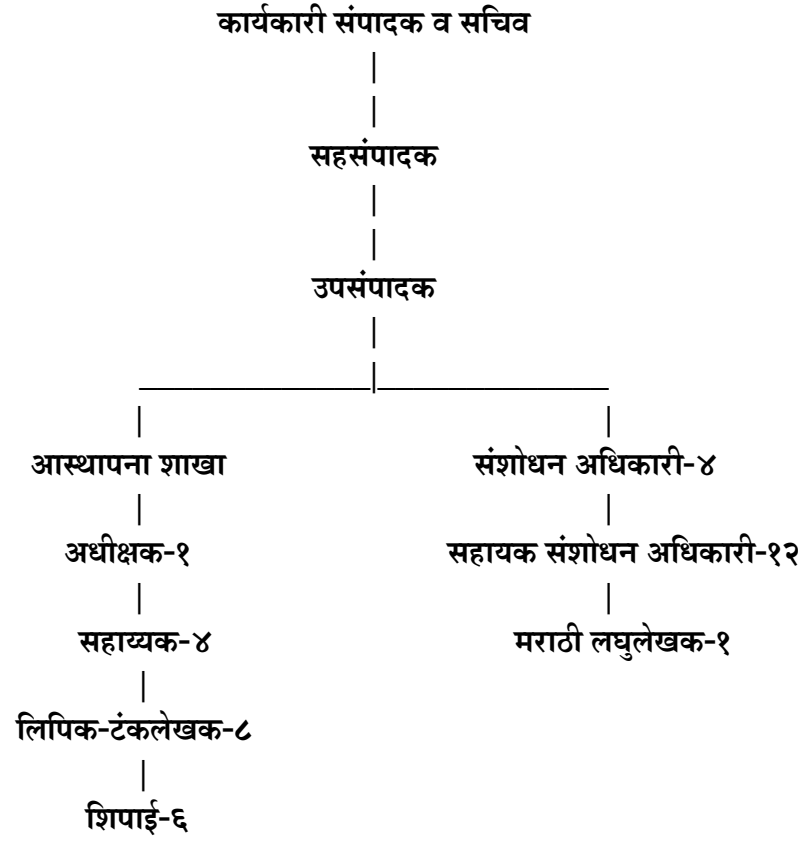 कार्यकारी संपादक व सचिव
सहसंपादक
उपसंपादक
आस्थापना शाखा
संशोधन अधिकारी-४
अधीक्षक-१
सहायक संशोधन अधिकारी-१२
सहाय्यक-४
मराठी लघुलेखक-१
लिपिक-टंकलेखक-८
शिपाई-६